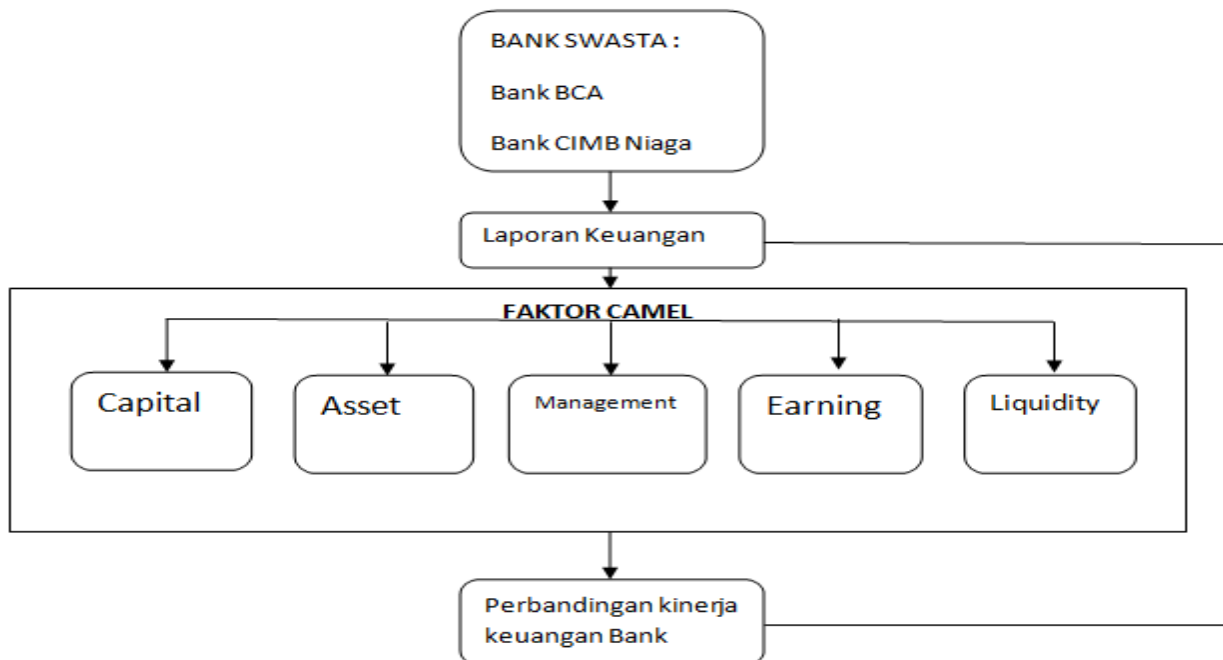 BANK SWASTA :
Bank BCA
Bank CIMB Niaga
Laporan Keuangan
FAKTOR CAMEL
Capital
Asset
Management
Earning
Liquidity
Perbandingan kinerja
keuangan Bank